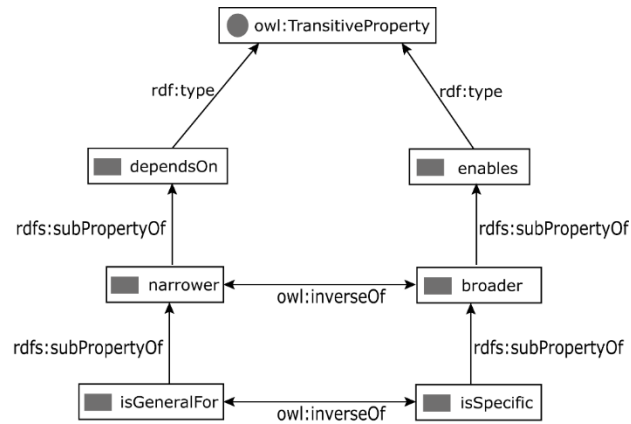 owl:TransitiveProperty
rdf:type
rdf:type
dependsOn
enables
rdfs:subPropertyOf
rdfs:subPropertyOf
narrower
owl:inverseOf
broader
rdfs:subPropertyOf
rdfs:subPropertyOf
isGeneralFor
owl:inverseOf
isSpecific